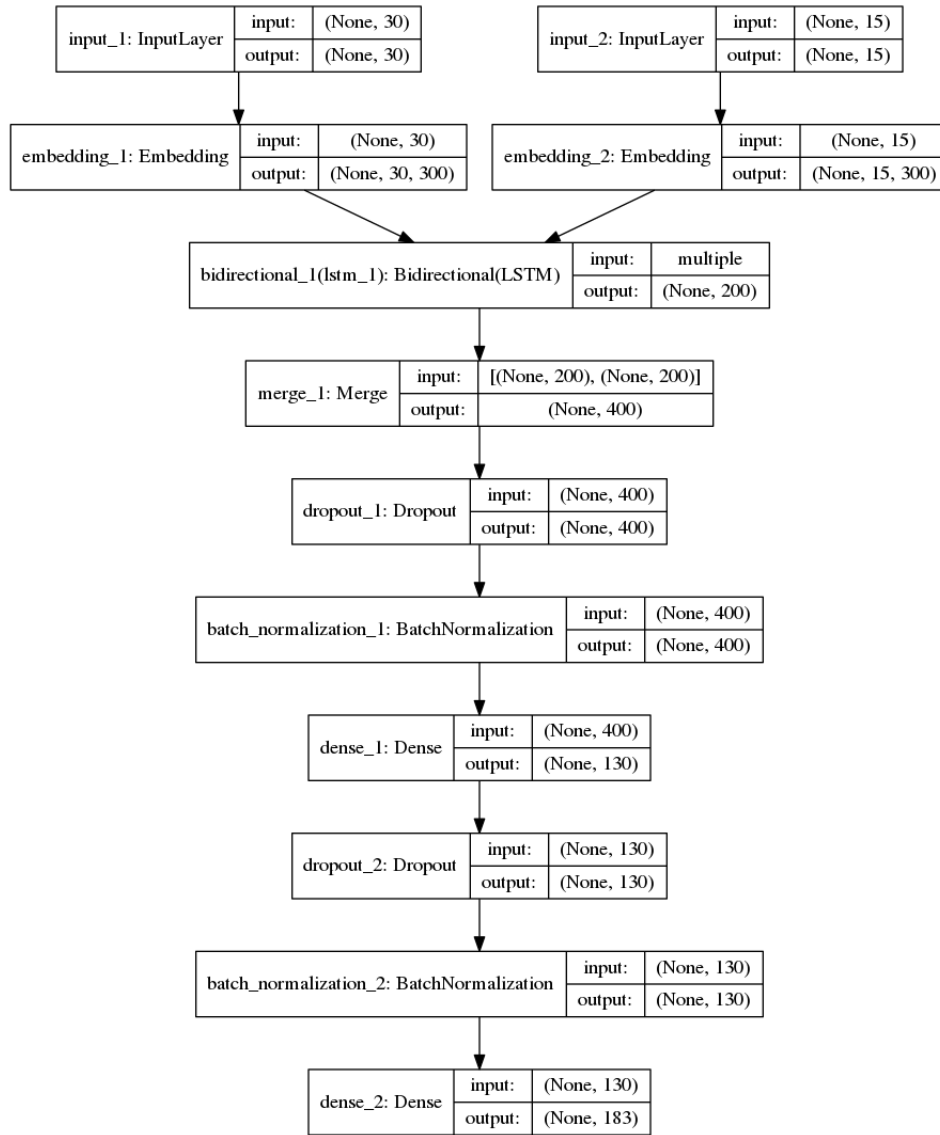 input_1: InputLayer input: (None, 30)
output: (None, 30)
input_2: InputLayer input: (None, 15)
output: (None, 15)
embedding_1: Embedding input: (None, 30)
output: (None, 30, 300)
embedding_2: Embedding input: (None, 15)
output: (None, 15, 300)
bidirectional_1(lstm_1): Bidirectional(LSTM) input: multiple
output: (None, 200)
merge_1: Merge input: [(None, 200), (None, 200)]
output: (None, 400)
dropout_1: Dropout input: (None, 400)
output: (None, 400)
batch_normalization_1: BatchNormalization input: (None, 400)
output: (None, 400)
dense_1: Dense input: (None, 400)
output: (None, 130)
dropout_2: Dropout input: (None, 130)
output: (None, 130)
batch_normalization_2: BatchNormalization input: (None, 130)
output: (None, 130)
dense_2: Dense input: (None, 130)
output: (None, 183)